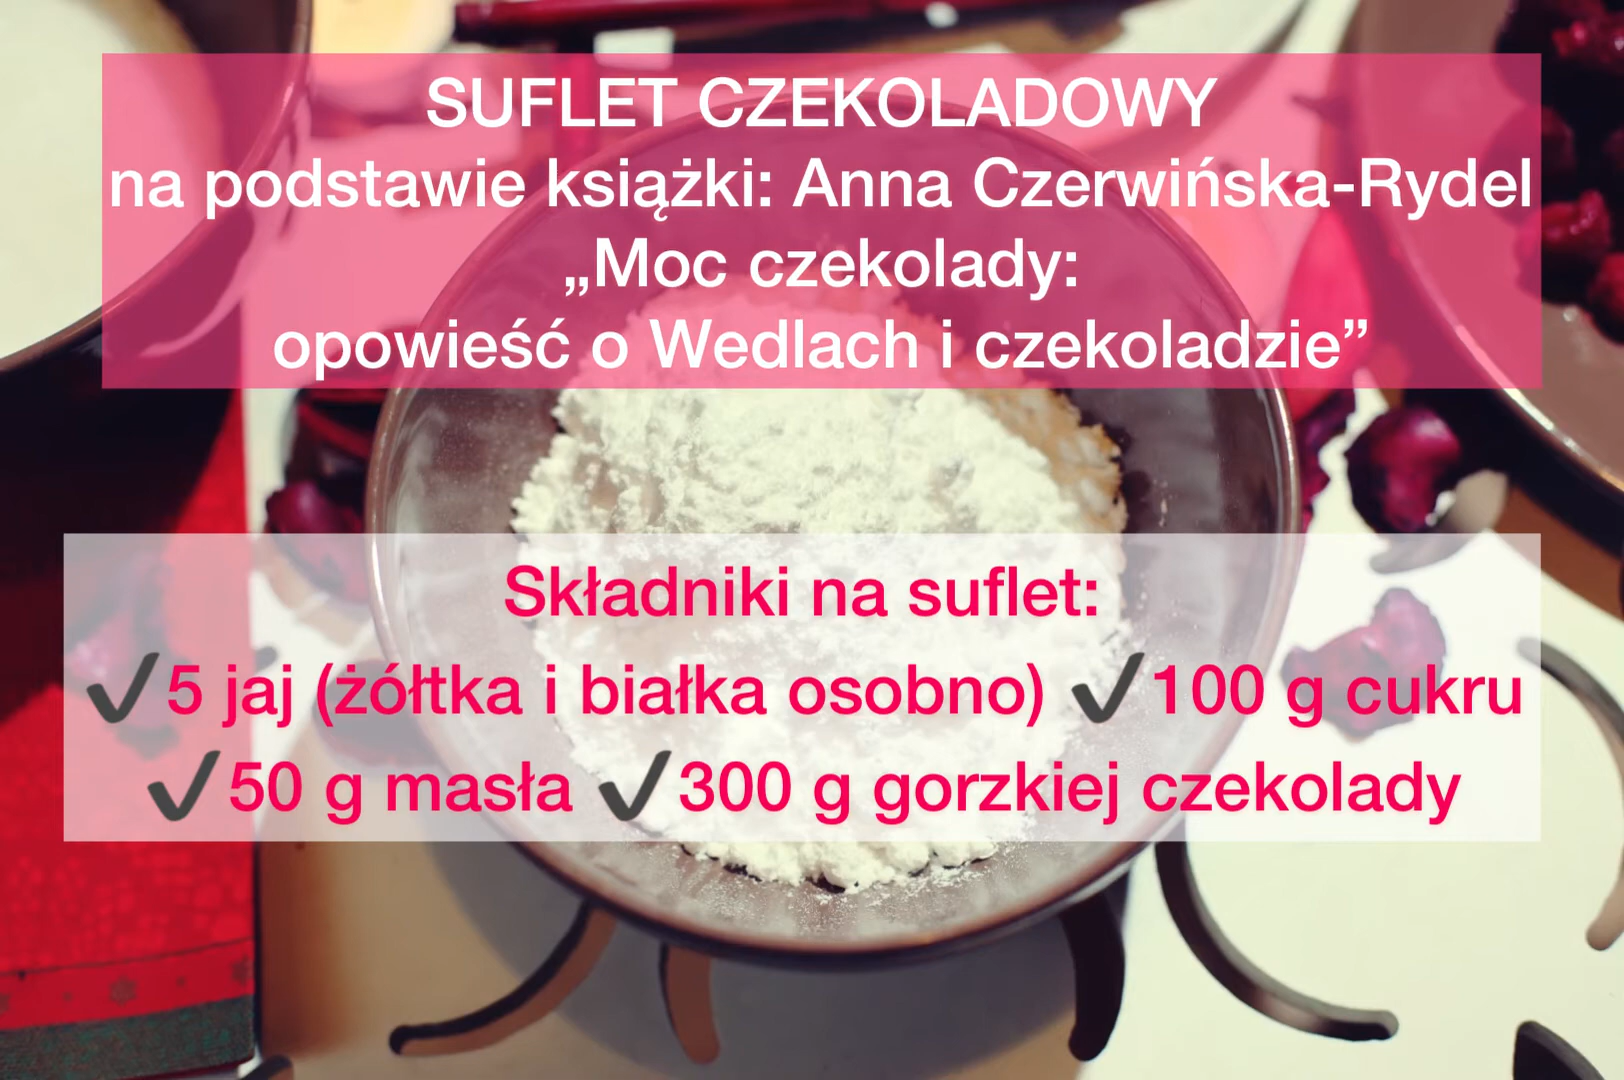 SUFLET CZEKOLADOWY
na podstawie książki: Anna Czerwińska-Rydel
„Moc czekolady:
opowieść o Wedlach i czekoladzie”
Składniki na suflet:
✔5 jaj (żółtka i białka osobno) ✔100 g cukru
✔50 g masła ✔300 g gorzkiej czekolady